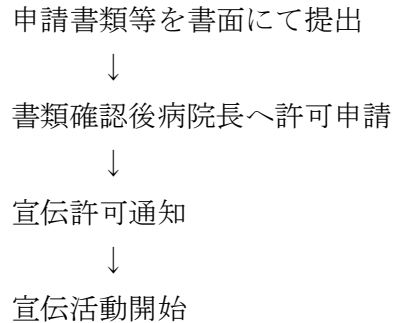 申請書類等を書面にて提出
↓
書類確認後病院長へ許可申請
↓
宣伝許可通知
↓
宣伝活動開始